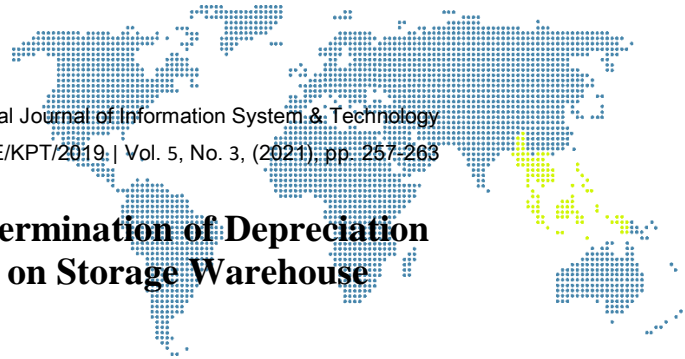 al Journal of Information System & Technology
E/KPT/2019 | Vol. 5, No. 3, (2021), pp. 257-263
ermination of Depreciation
on Storage Warehouse